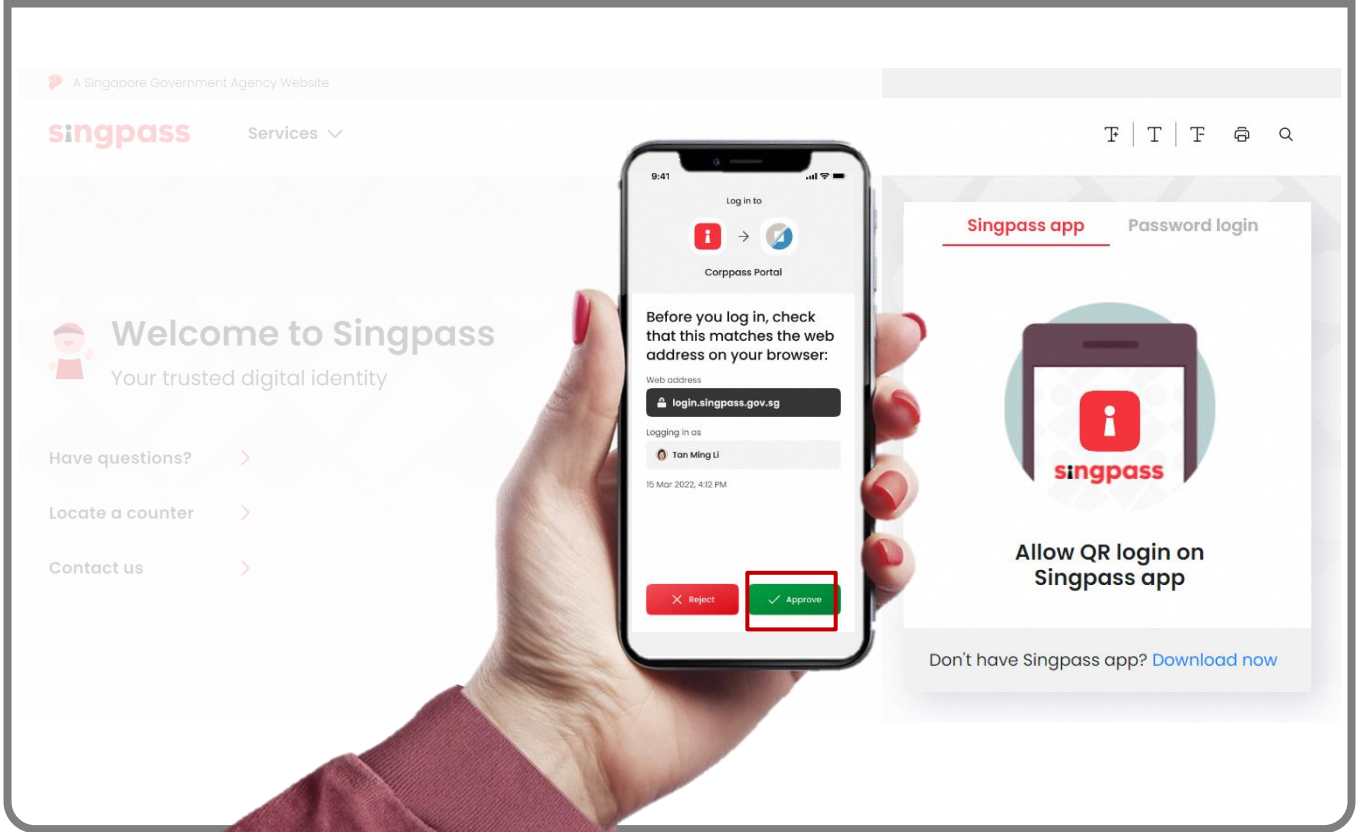 A Singapore Government Agency Website
singpass
Services
T+ T T-
Welcome to Singpass
Your trusted digital identity
Have questions?
Locate a counter
Contact us
9:41
Log in to
Corppass Portal
Before you log in, check
that this matches the web
address on your browser:
Web address
login.singpass.gov.sg
Logging in as
Tan Ming Li
15 Mar 2022, 4:12 PM
Reject
Approve
Singpass app
Password login
singpass
Allow QR login on
Singpass app
Don't have Singpass app? Download now